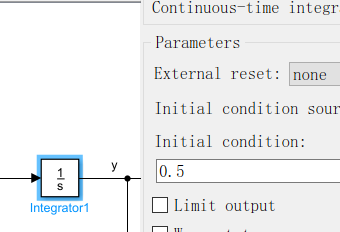 Continuous-time integr
Parameters
External reset: none
Initial condition sour
Initial condition:
0.5
Limit output
y
1
s
Integrator1